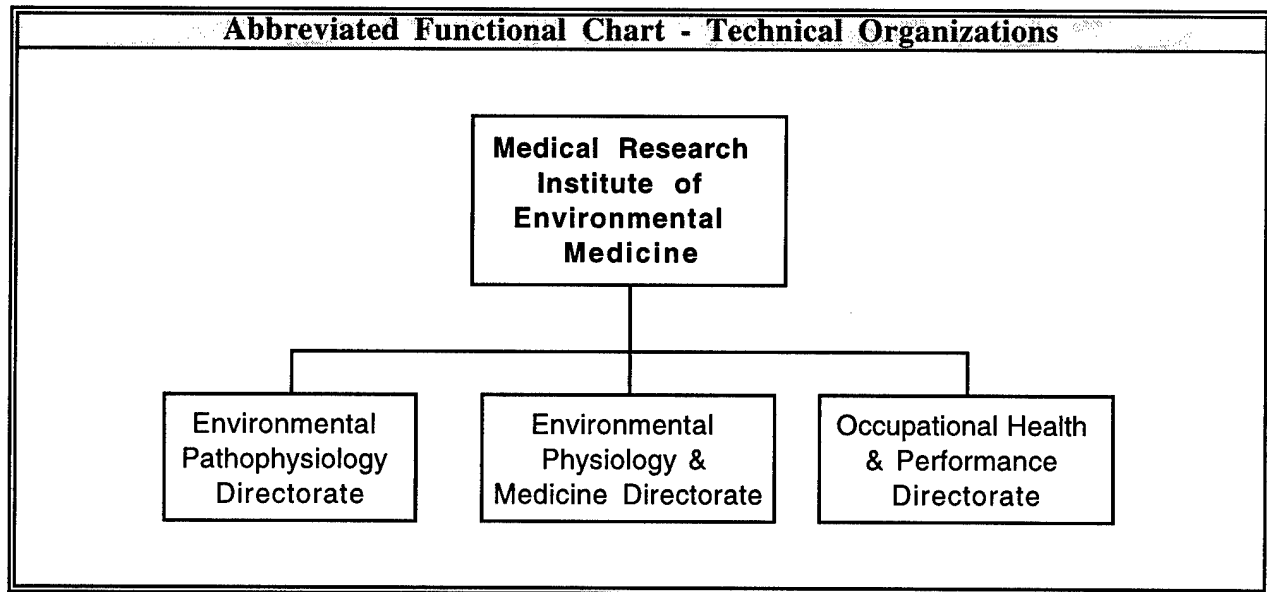 Abbreviated Functional Chart - Technical Organizations
Medical Research
Institute of
Environmental
Medicine
Environmental
Pathophysiology
Directorate
Environmental
Physiology &
Medicine Directorate
Occupational Health
& Performance
Directorate